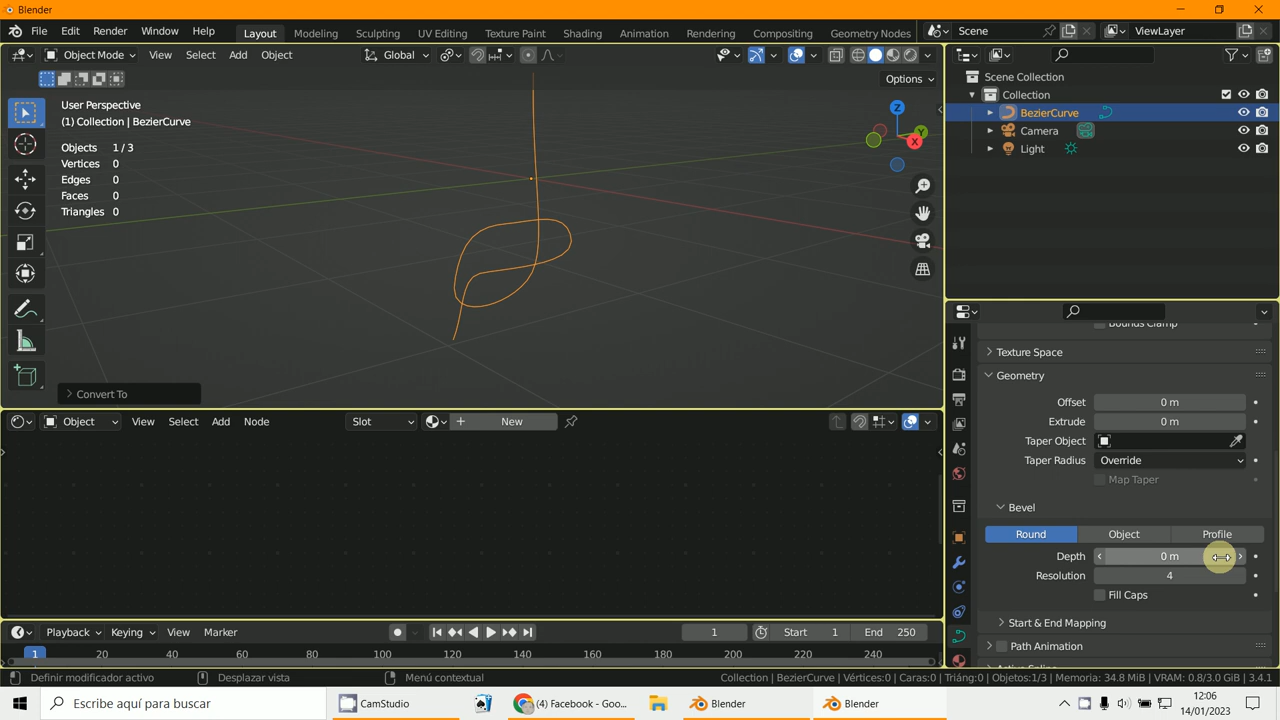 Blender
File Edit Render Window Help
Layout Modeling Sculpting UV Editing Texture Paint Shading Animation Rendering Compositing Geometry Nodes
Scene ViewLayer
Object Mode View Select Add Object Global
Options
User Perspective
(1) Collection | BezierCurve
Objects 1 / 3
Vertices 0
Edges 0
Faces 0
Triangles 0
Z
Y
X
Convert To
Scene Collection
Collection
BezierCurve
Camera
Light
Bounds Clamp
Texture Space
Geometry
Offset 0 m
Extrude 0 m
Taper Object
Taper Radius Override
Map Taper
Bevel
Round Object Profile
Depth 0 m
Resolution 4
Fill Caps
Start & End Mapping
Path Animation
Active Spline
Object View Select Add Node Slot New
Playback Keying View Marker 1 Start 1 End 250
1 20 40 60 80 100 120 140 160 180 200 220 240
Definir modificador activo Desplazar vista Menú contextual
Collection | BezierCurve | Vértices:0 | Caras:0 | Triáng:0 | Objetos:1/3 | Memoria: 34.8 MiB | VRAM: 0.8/3.0 GiB | 3.4.1
Escribe aquí para buscar
CamStudio
(4) Facebook - Goo...
Blender
Blender
12:06
14/01/2023